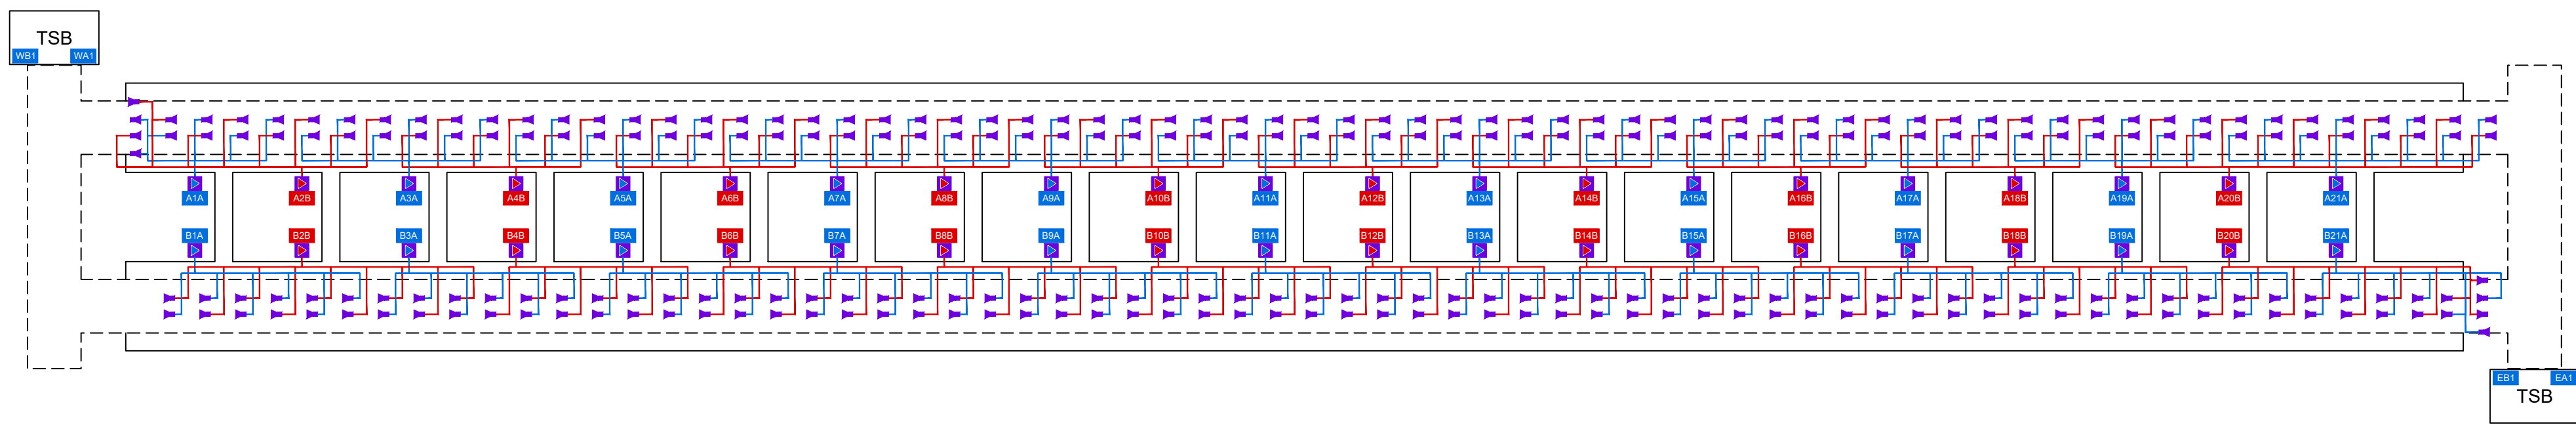 TSB
WB1 WA1
A1A A2B A3A A4B A5A A6B A7A A8B A9A A10B A11A A12B A13A A14B A15A A16B A17A A18B A19A A20B A21A
B1A B2B B3A B4B B5A B6B B7A B8B B9A B10B B11A B12B B13A B14B B15A B16B B17A B18B B19A B20B B21A
EB1 EA1
TSB